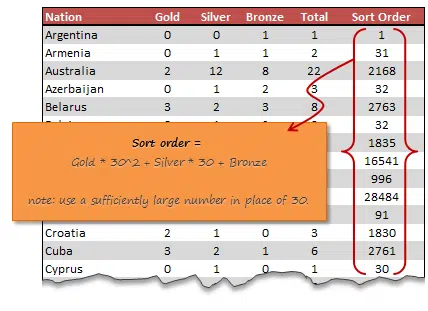 Nation Gold Silver Bronze Total Sort Order
Argentina 0 0 1 1 1
Armenia 0 1 1 2 31
Australia 2 12 8 22 2168
Azerbaijan 0 1 2 3 32
Belarus 3 2 3 8 2763
32
1835
16541
996
28484
91
Sort order =
Gold * 30^2 + Silver * 30 + Bronze
note: use a sufficiently large number in place of 30.
Croatia 2 1 0 3 1830
Cuba 3 2 1 6 2761
Cyprus 0 1 0 1 30